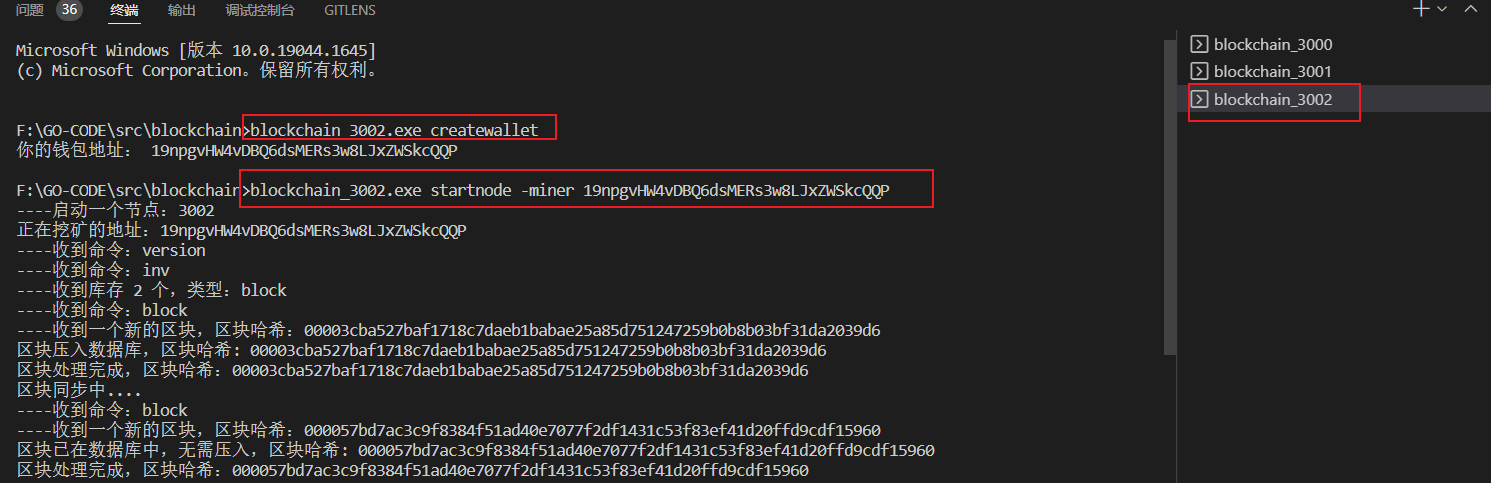 问题 36 终端 输出 调试控制台 GITLENS
Microsoft Windows [版本 10.0.19044.1645]
(c) Microsoft Corporation。保留所有权利。
F:\GO-CODE\src\blockchain>blockchain_3002.exe createwallet
你的钱包地址： 19npgvHW4vDBQ6dsMERs3w8LJxZWSkcQQP
F:\GO-CODE\src\blockchain>blockchain_3002.exe startnode -miner 19npgvHW4vDBQ6dsMERs3w8LJxZWSkcQQP
----启动一个节点：3002
正在挖矿的地址：19npgvHW4vDBQ6dsMERs3w8LJxZWSkcQQP
----收到命令：version
----收到命令：inv
----收到库存 2 个，类型：block
----收到命令：block
----收到一个新的区块，区块哈希：00003cba527baf1718c7daeb1babae25a85d751247259b0b8b03bf31da2039d6
区块压入数据库，区块哈希: 00003cba527baf1718c7daeb1babae25a85d751247259b0b8b03bf31da2039d6
区块处理完成，区块哈希：00003cba527baf1718c7daeb1babae25a85d751247259b0b8b03bf31da2039d6
区块同步中....
----收到命令：block
----收到一个新的区块，区块哈希：000057bd7ac3c9f8384f51ad40e7077f2df1431c53f83ef41d20ffd9cdf15960
区块已在数据库中，无需压入，区块哈希: 000057bd7ac3c9f8384f51ad40e7077f2df1431c53f83ef41d20ffd9cdf15960
区块处理完成，区块哈希：000057bd7ac3c9f8384f51ad40e7077f2df1431c53f83ef41d20ffd9cdf15960
blockchain_3000
blockchain_3001
blockchain_3002